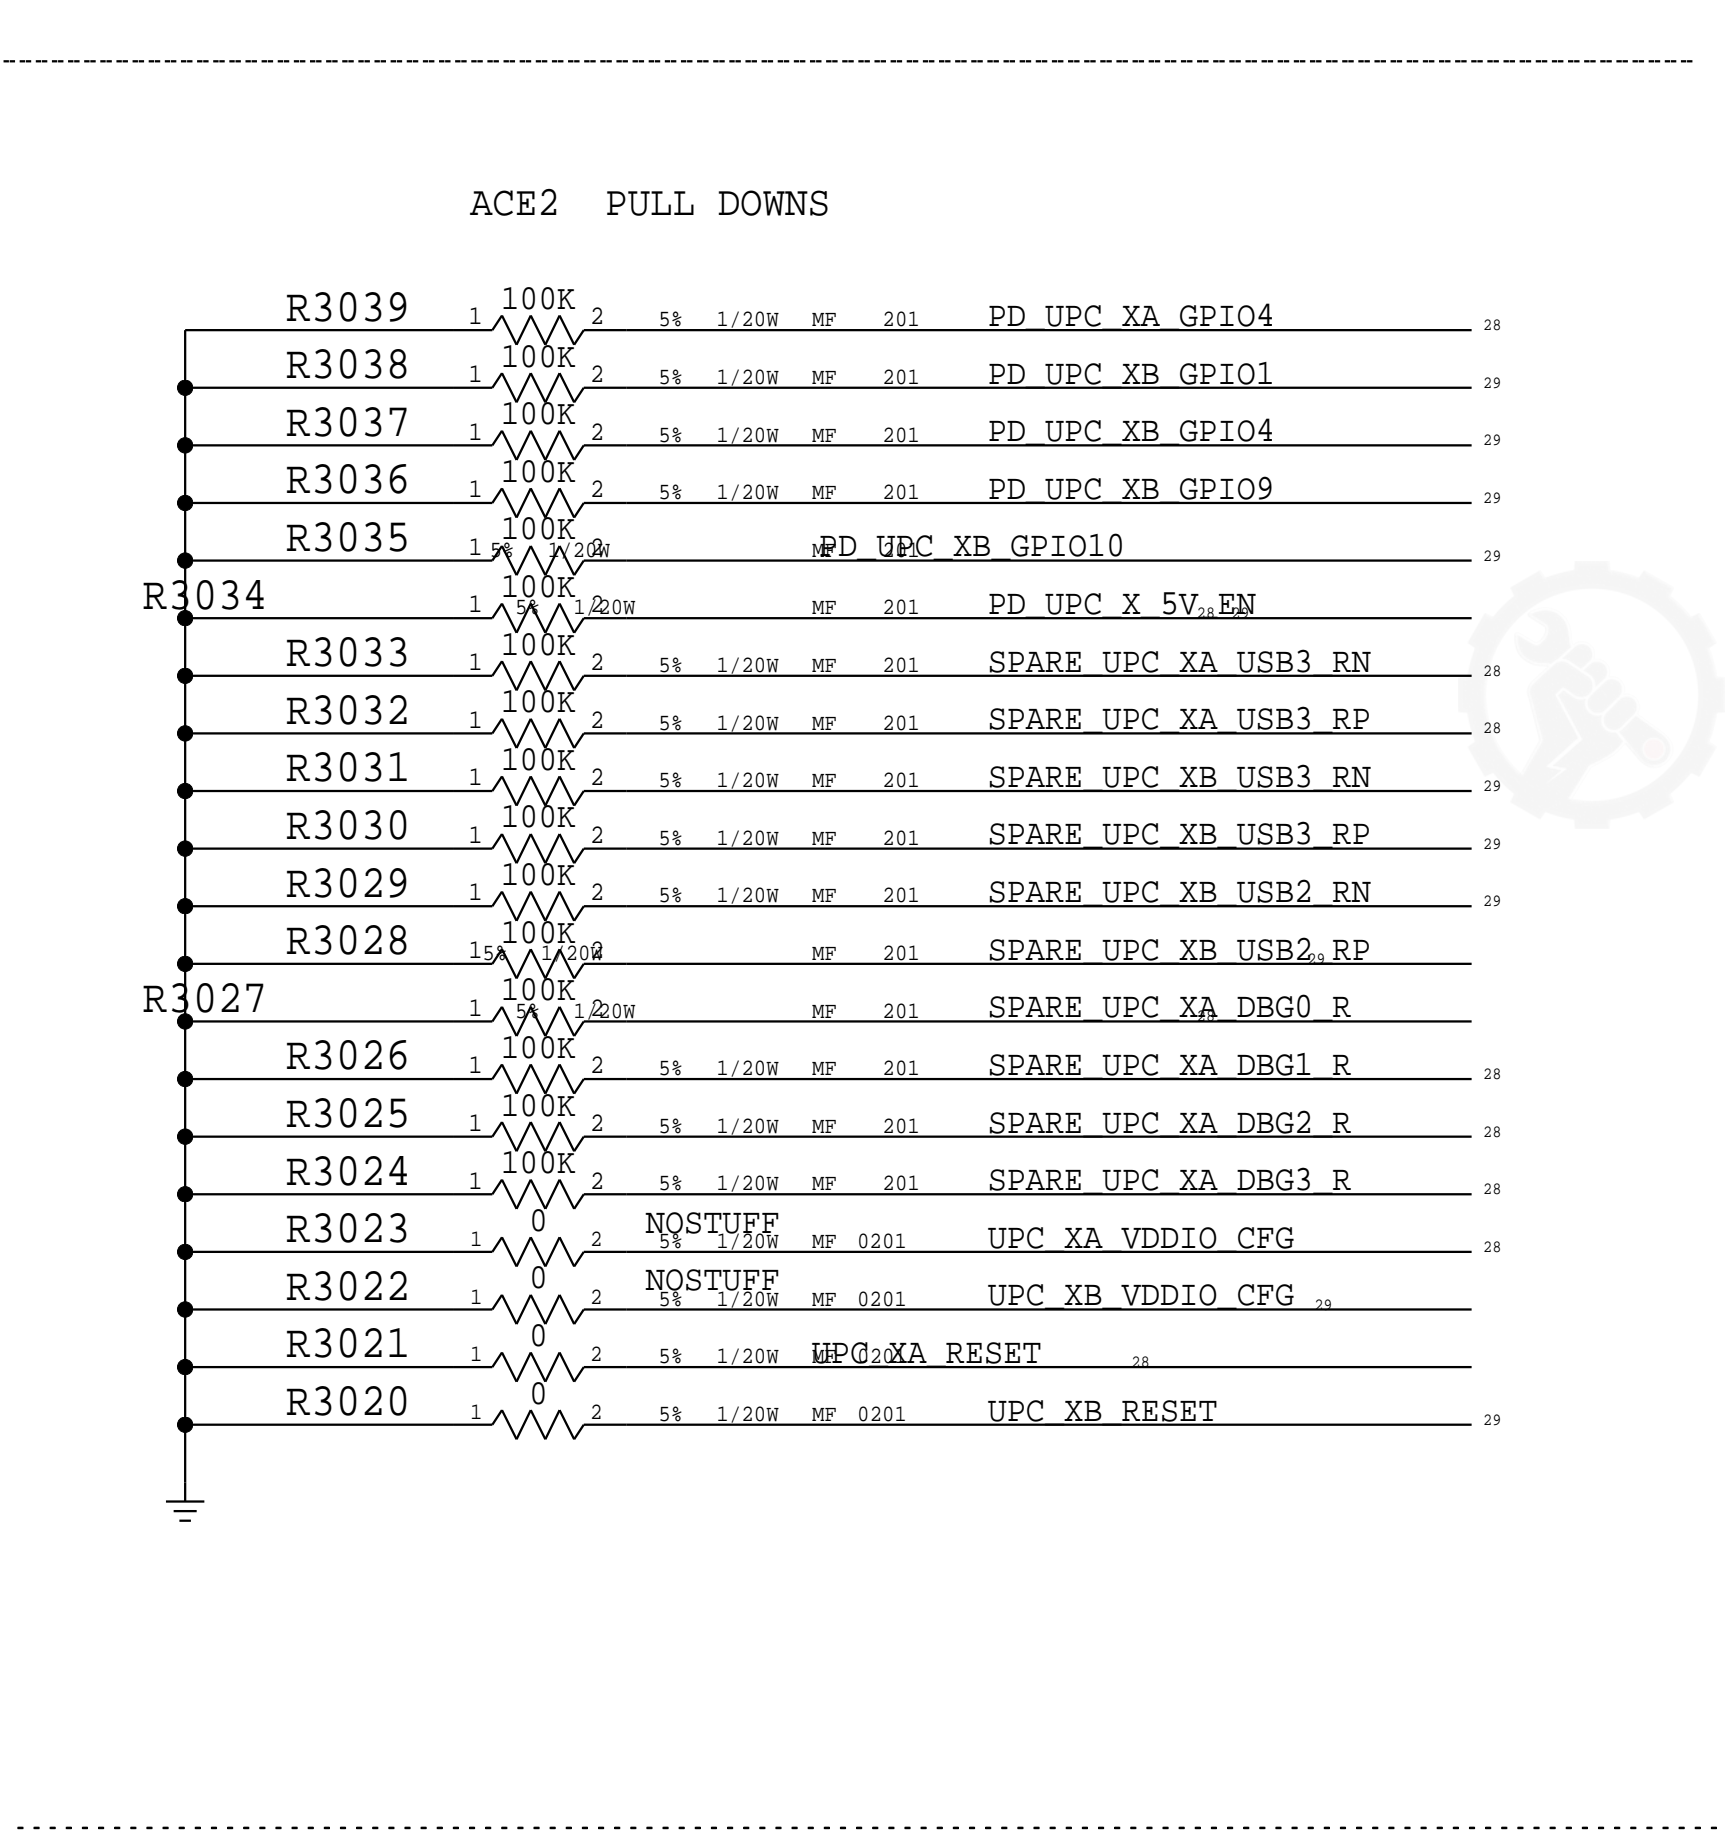 ACE2 PULL DOWNS
R3039 1 100K 2 5% 1/20W MF 201 PD_UPC_XA_GPIO4 28
R3038 1 100K 2 5% 1/20W MF 201 PD_UPC_XB_GPIO1 29
R3037 1 100K 2 5% 1/20W MF 201 PD_UPC_XB_GPIO4 29
R3036 1 100K 2 5% 1/20W MF 201 PD_UPC_XB_GPIO9 29
R3035 1 100K 2 5% 1/20W MF 201 PD_UPC_XB_GPIO10 29
R3034 1 100K 2 5% 1/20W MF 201 PD_UPC_X_5V_EN 28 29
R3033 1 100K 2 5% 1/20W MF 201 SPARE_UPC_XA_USB3_RN 28
R3032 1 100K 2 5% 1/20W MF 201 SPARE_UPC_XA_USB3_RP 28
R3031 1 100K 2 5% 1/20W MF 201 SPARE_UPC_XB_USB3_RN 29
R3030 1 100K 2 5% 1/20W MF 201 SPARE_UPC_XB_USB3_RP 29
R3029 1 100K 2 5% 1/20W MF 201 SPARE_UPC_XB_USB2_RN 29
R3028 1 100K 2 5% 1/20W MF 201 SPARE_UPC_XB_USB2_RP 29
R3027 1 100K 2 5% 1/20W MF 201 SPARE_UPC_XA_DBG0_R 28
R3026 1 100K 2 5% 1/20W MF 201 SPARE_UPC_XA_DBG1_R 28
R3025 1 100K 2 5% 1/20W MF 201 SPARE_UPC_XA_DBG2_R 28
R3024 1 100K 2 5% 1/20W MF 201 SPARE_UPC_XA_DBG3_R 28
R3023 1 0 2 NOSTUFF 5% 1/20W MF 0201 UPC_XA_VDDIO_CFG 28
R3022 1 0 2 NOSTUFF 5% 1/20W MF 0201 UPC_XB_VDDIO_CFG 29
R3021 1 0 2 5% 1/20W MF 0201 UPC_XA_RESET 28
R3020 1 0 2 5% 1/20W MF 0201 UPC_XB_RESET 29